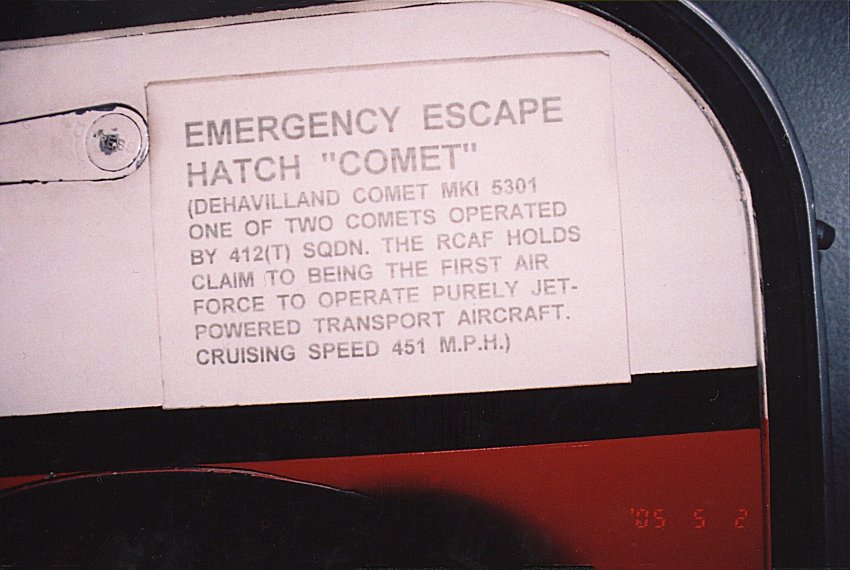 EMERGENCY ESCAPE
HATCH "COMET"
(DEHAVILLAND COMET MKI 5301
ONE OF TWO COMETS OPERATED
BY 412(T) SQDN. THE RCAF HOLDS
CLAIM TO BEING THE FIRST AIR
FORCE TO OPERATE PURELY JET-
POWERED TRANSPORT AIRCRAFT.
CRUISING SPEED 451 M.P.H.)
'05 5 2